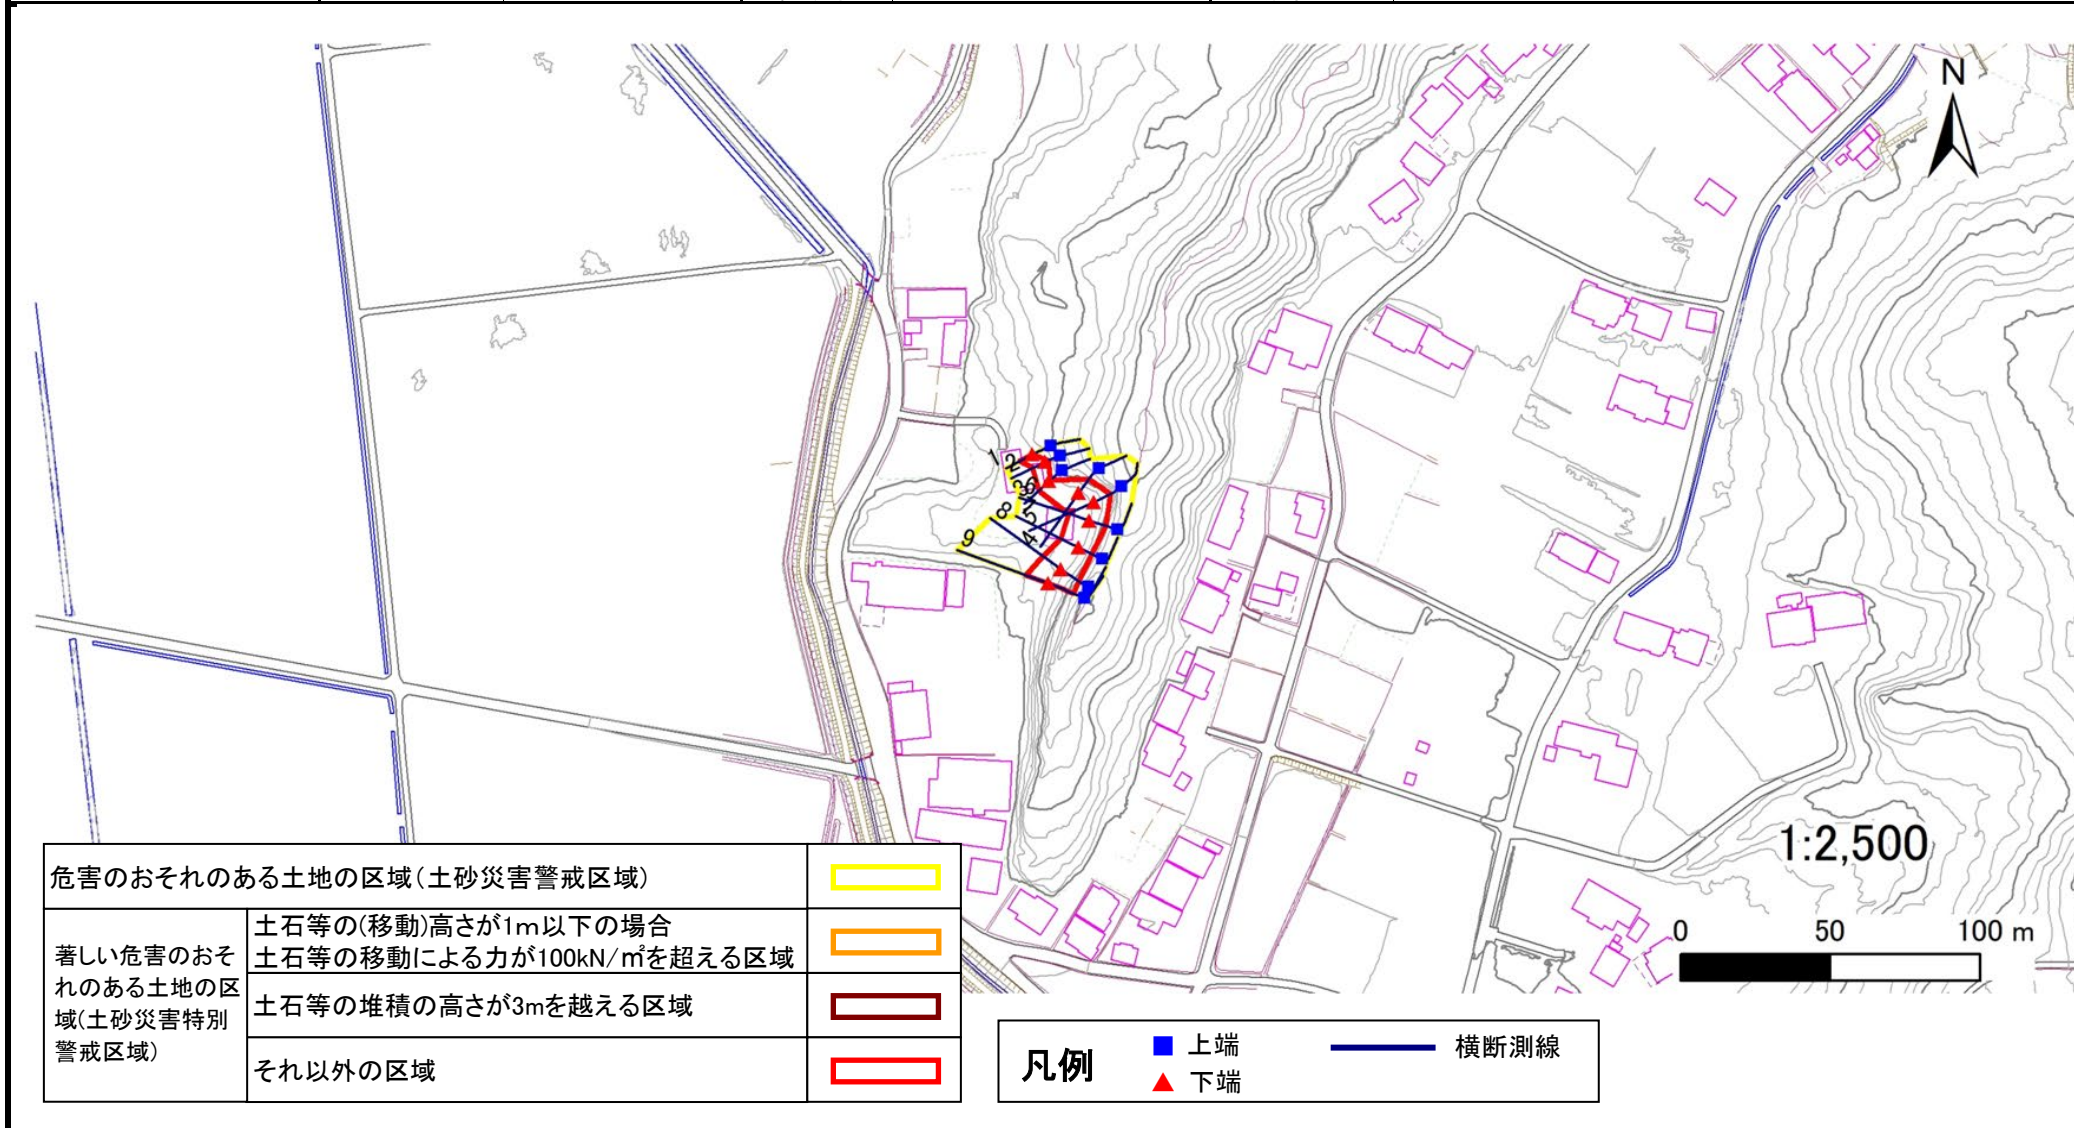 N
1
2
3
6
7
8
5
4
9
1:2,500
0 50 100 m
危害のおそれのある土地の区域(土砂災害警戒区域)
著しい危害のおそ
れのある土地の区
域(土砂災害特別
警戒区域)
土石等の(移動)高さが1m以下の場合
土石等の移動による力が100kN/㎡を超える区域
土石等の堆積の高さが3mを越える区域
それ以外の区域
凡例
上端
下端
横断測線